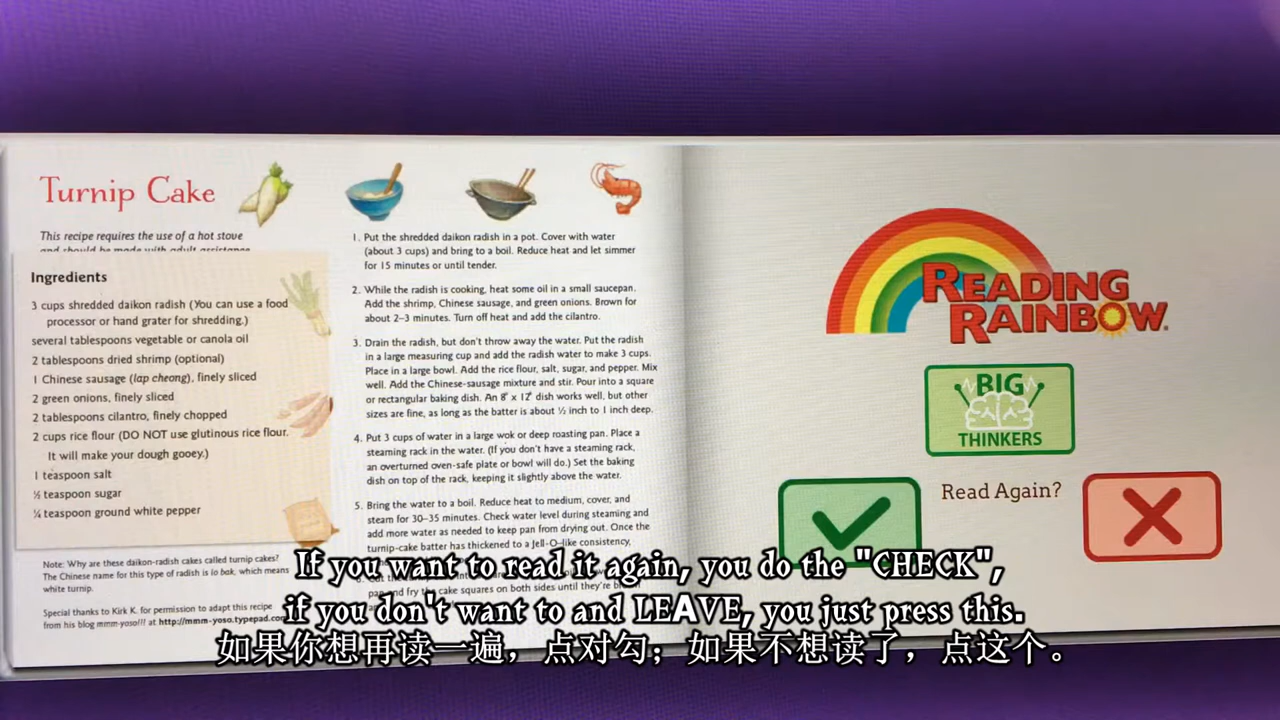 Turnip Cake
This recipe requires the use of a hot stove
and should be made with adult assistance.
Ingredients
3 cups shredded daikon radish (You can use a food
processor or hand grater for shredding.)
several tablespoons vegetable or canola oil
2 tablespoons dried shrimp (optional)
1 Chinese sausage (lap cheong), finely sliced
2 green onions, finely sliced
2 tablespoons cilantro, finely chopped
2 cups rice flour (DO NOT use glutinous rice flour.
It will make your dough gooey.)
1 teaspoon salt
½ teaspoon sugar
¼ teaspoon ground white pepper
Note: Why are these daikon-radish cakes called turnip cakes?
The Chinese name for this type of radish is lo bak, which means
white turnip.
Special thanks to Kirk K. for permission to adapt this recipe
from his blog mmm-yoso!!! at http://mmm-yoso.typepad.co
1. Put the shredded daikon radish in a pot. Cover with water
(about 3 cups) and bring to a boil. Reduce heat and let simmer
for 15 minutes or until tender.
2. While the radish is cooking, heat some oil in a small saucepan.
Add the shrimp, Chinese sausage, and green onions. Brown for
about 2–3 minutes. Turn off heat and add the cilantro.
3. Drain the radish, but don't throw away the water. Put the radish
in a large measuring cup and add the radish water to make 3 cups.
Place in a large bowl. Add the rice flour, salt, sugar, and pepper. Mix
well. Add the Chinese-sausage mixture and stir. Pour into a square
or rectangular baking dish. An 8" x 12" dish works well, but other
sizes are fine, as long as the batter is about ½ inch to 1 inch deep.
4. Put 3 cups of water in a large wok or deep roasting pan. Place a
steaming rack in the water. (If you don't have a steaming rack,
an overturned oven-safe plate or bowl will do.) Set the baking
dish on top of the rack, keeping it slightly above the water.
5. Bring the water to a boil. Reduce heat to medium, cover, and
steam for 30–35 minutes. Check water level during steaming and
add more water as needed to keep pan from drying out. Once the
turnip-cake batter has thickened to a Jell-O–like consistency,
pan and fry the cake squares on both sides until they're
READING
RAINBOW
BIG
THINKERS
Read Again?
If you want to read it again, you do the "CHECK",
if you don't want to and LEAVE, you just press this.
如果你想再读一遍，点对勾；如果不想读了，点这个。